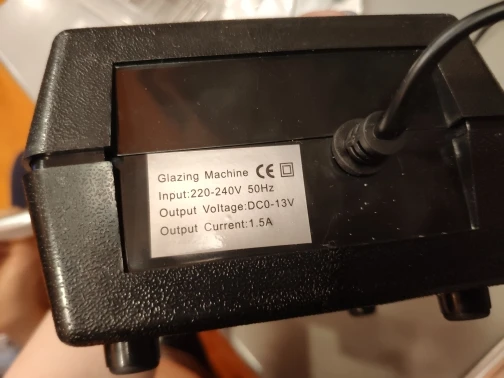 Glazing Machine CE
Input:220-240V 50Hz
Output Voltage:DC0-13V
Output Current:1.5A